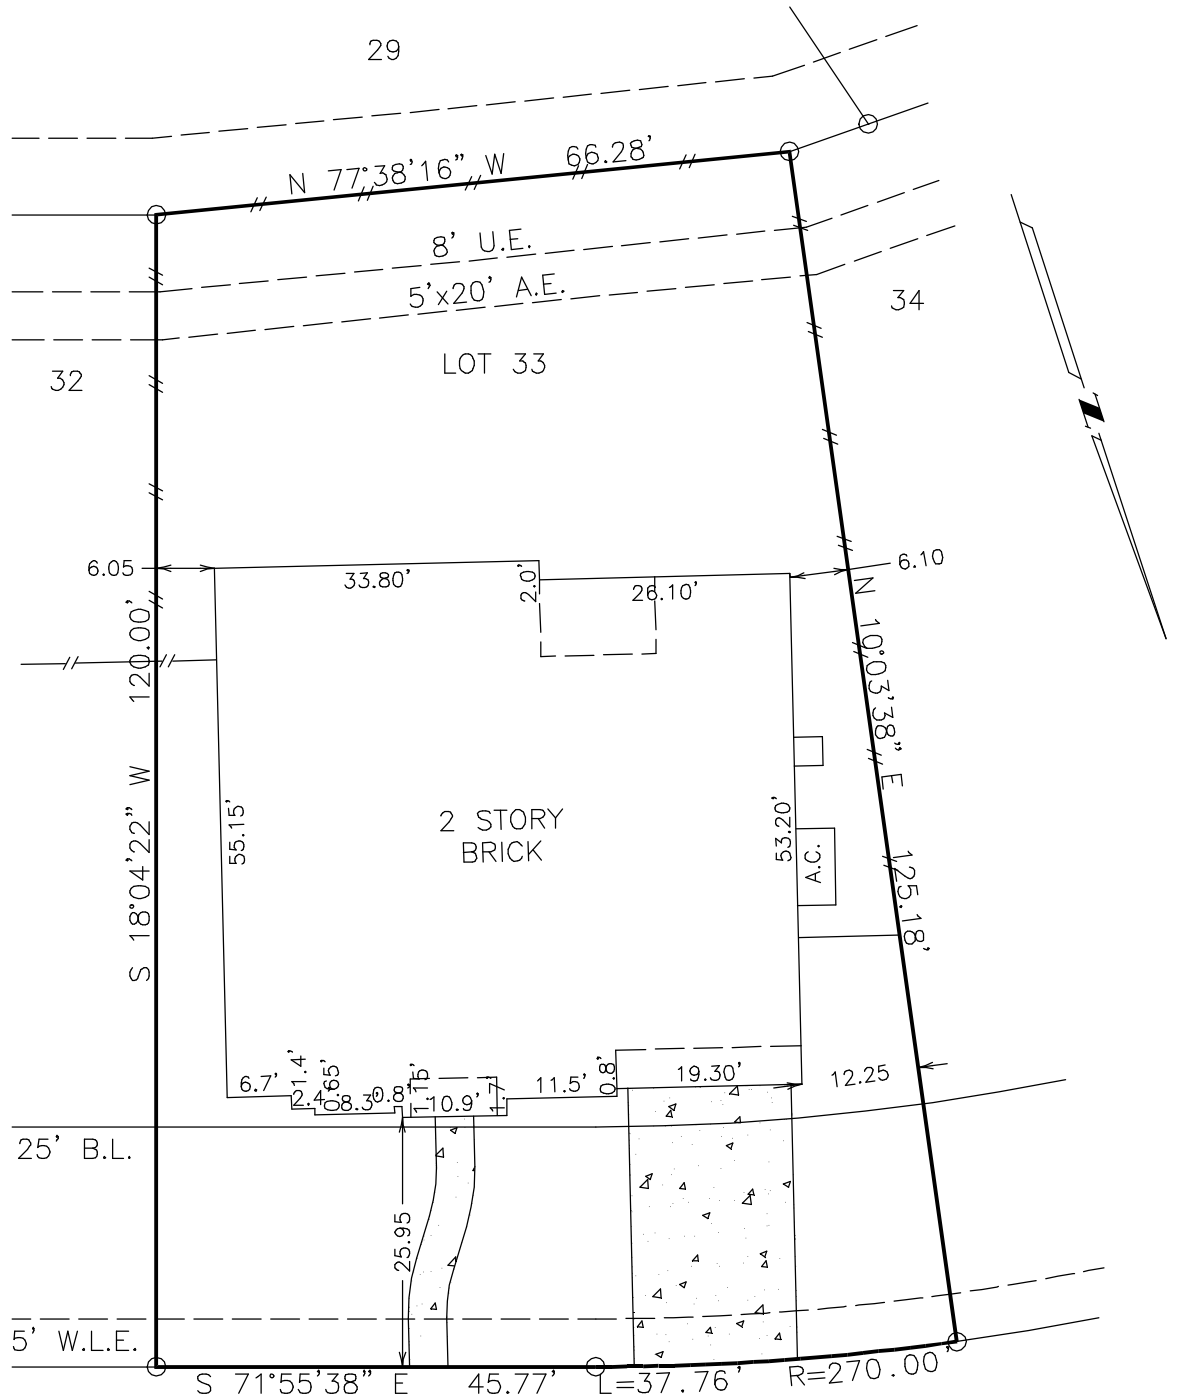 29
N 77°38'16" W 66.28'
8' U.E.
5'x20' A.E.
34
LOT 33
32
6.05
33.80'
2.0'
26.10'
6.10
S 18°04'22" W 120.00'
N 10°03'38" E 125.18'
N
55.15'
2 STORY
BRICK
53.20'
A.C.
6.7'
1.4'
2.4'
0.65'
8.3'
0.8'
1.15'
10.9'
1.7'
11.5'
0.8'
19.30'
12.25
25' B.L.
25.95
5' W.L.E.
S 71°55'38" E 45.77' L=37.76' R=270.00'